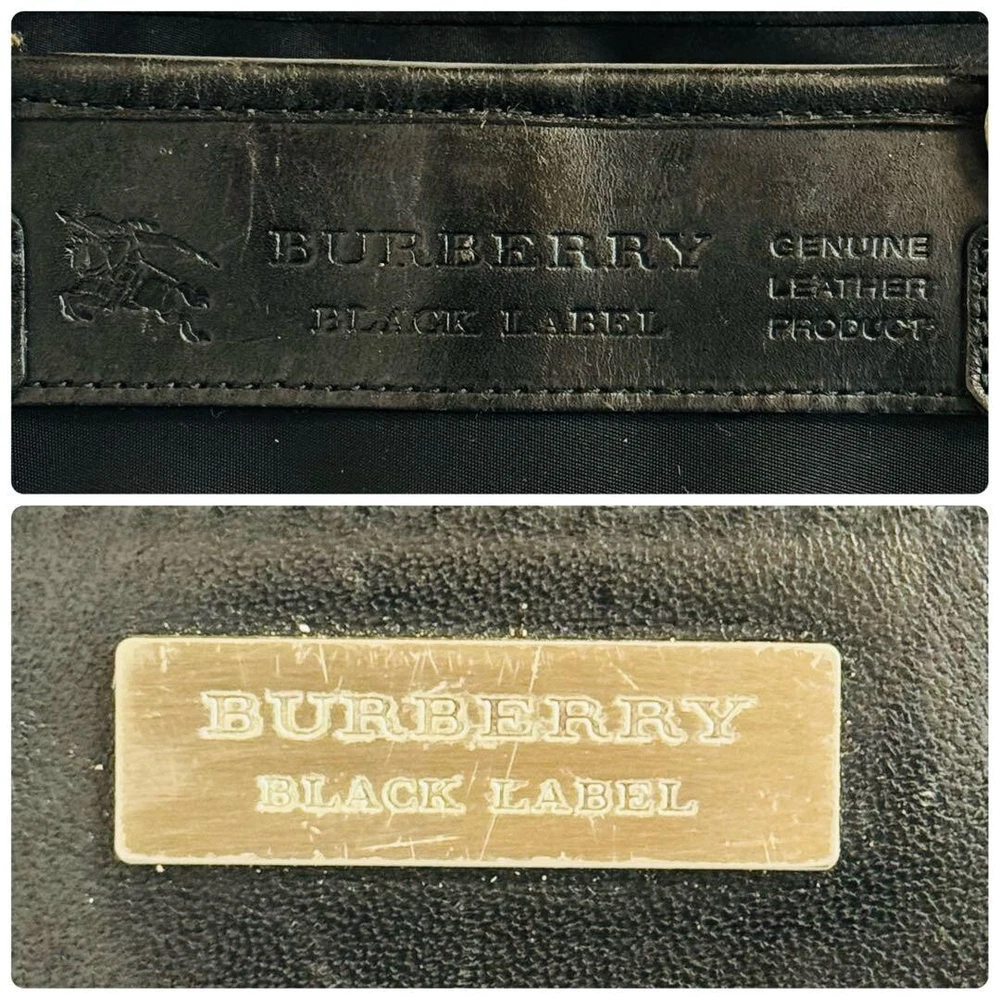 BURBERRY
BLACK LABEL
GENUINE
LEATHER
PRODUCT
BURBERRY
BLACK LABEL